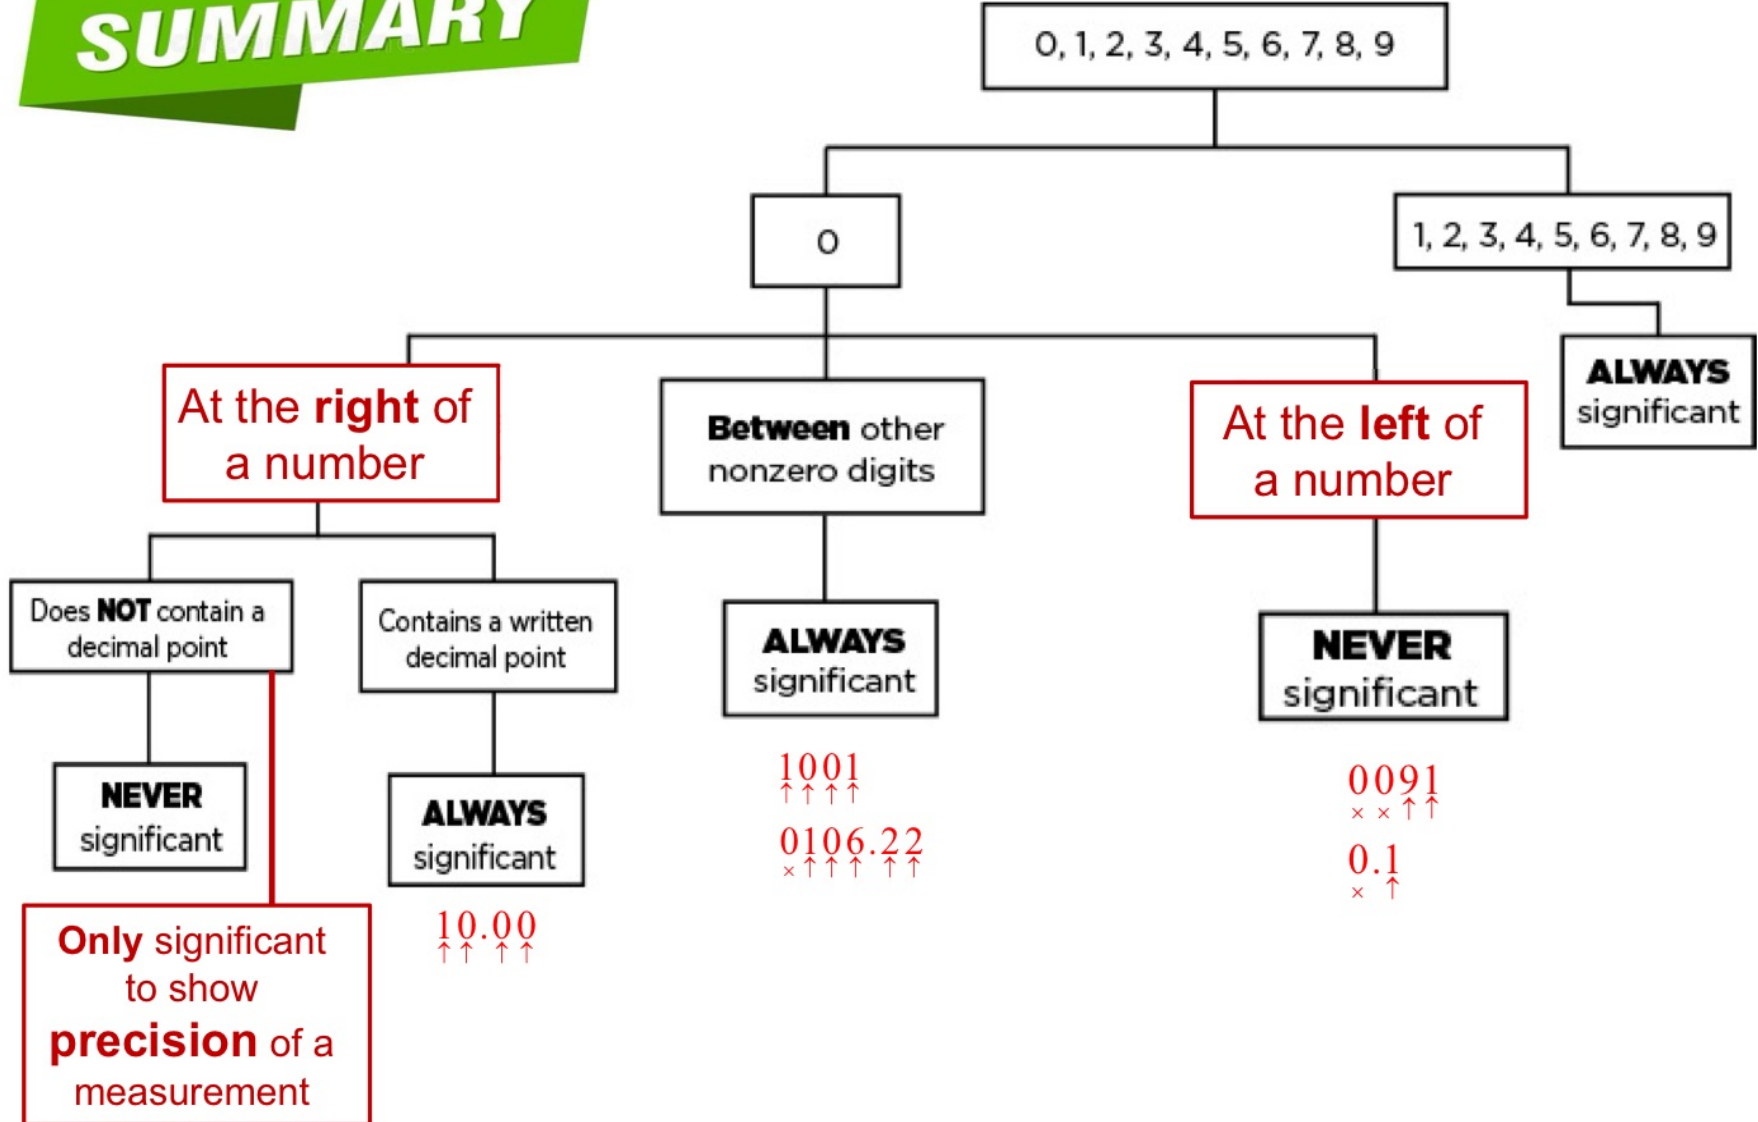 SUMMARY
0, 1, 2, 3, 4, 5, 6, 7, 8, 9
0
1, 2, 3, 4, 5, 6, 7, 8, 9
ALWAYS
significant
At the right of
a number
Between other
nonzero digits
At the left of
a number
Does NOT contain a
decimal point
Contains a written
decimal point
ALWAYS
significant
NEVER
significant
NEVER
significant
ALWAYS
significant
1001
↑↑↑↑
0106.22
×↑↑↑ ↑↑
0091
××↑↑
0.1
× ↑
10.00
↑↑ ↑↑
Only significant
to show
precision of a
measurement